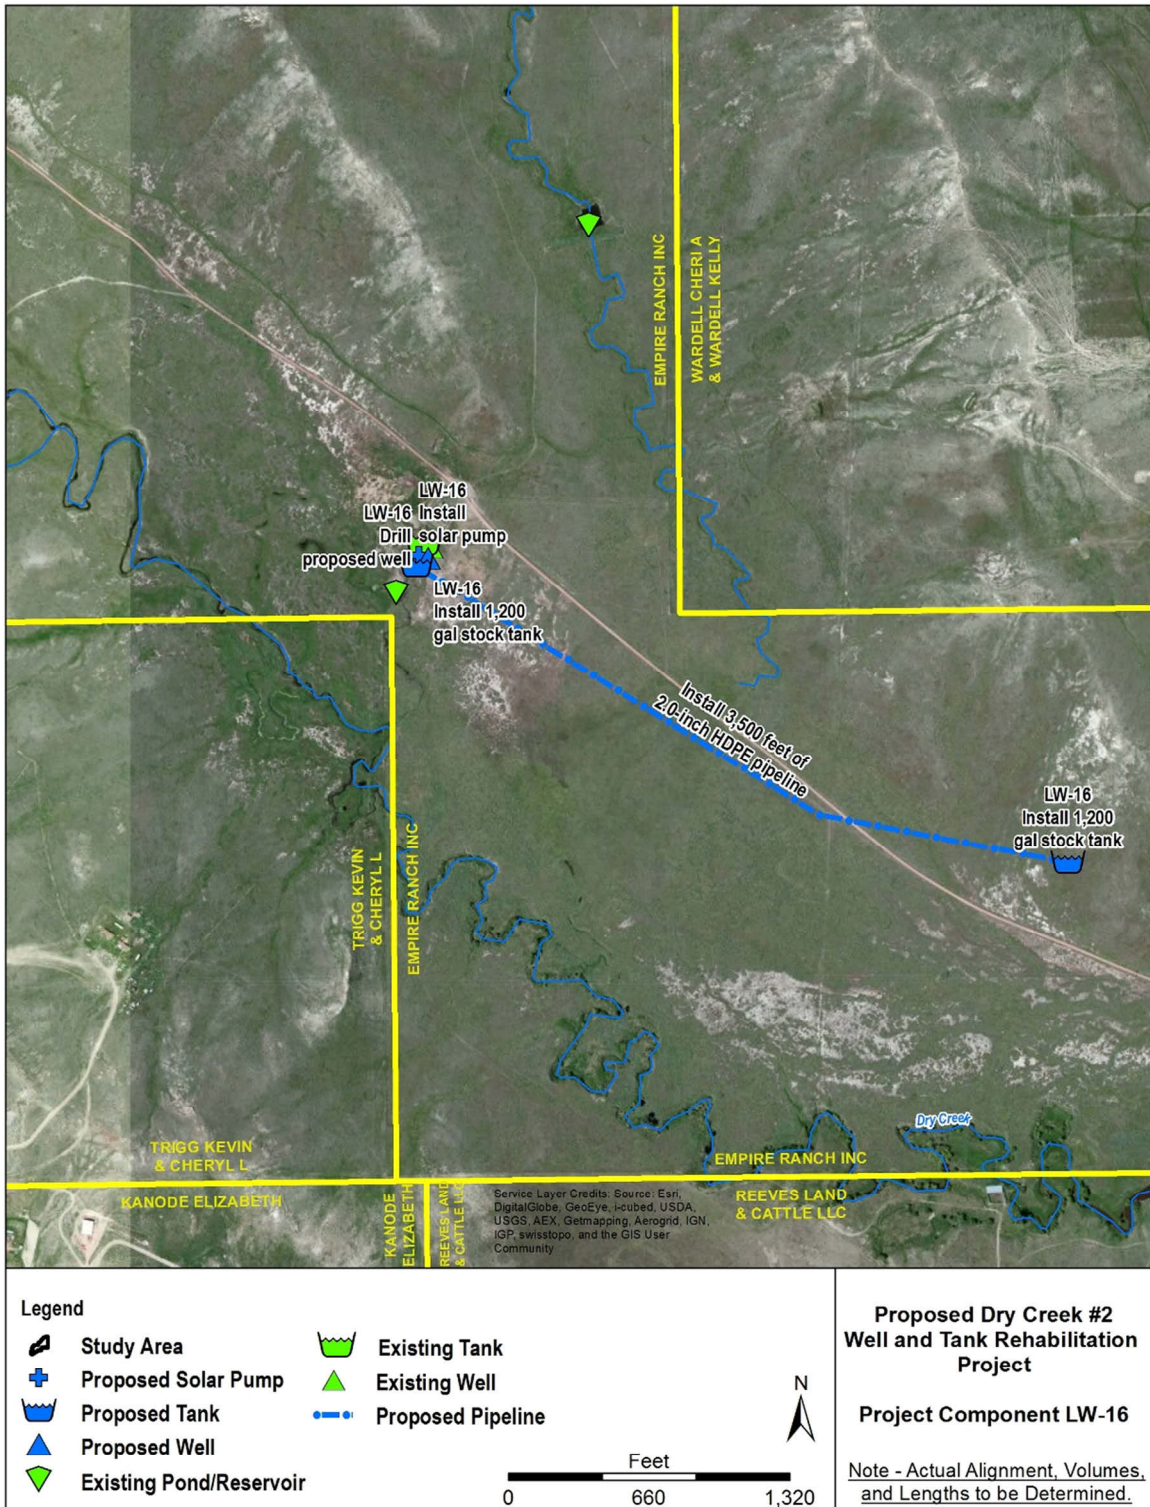 EMPIRE RANCH INC
WARDELL CHERI A
& WARDELL KELLY
LW-16
Install
solar pump
LW-16
Drill
proposed well
LW-16
Install 1,200
gal stock tank
Install 3,500 feet of
2.0-inch HDPE pipeline
LW-16
Install 1,200
gal stock tank
TRIGG KEVIN
& CHERYL L
EMPIRE RANCH INC
Dry Creek
TRIGG KEVIN
& CHERYL L
EMPIRE RANCH INC
KANODE ELIZABETH
KANODE
ELIZABETH
REEVES LAND
& CATTLE LLC
Service Layer Credits: Source: Esri,
DigitalGlobe, GeoEye, i-cubed, USDA,
USGS, AEX, Getmapping, Aerogrid, IGN,
IGP, swisstopo, and the GIS User
Community
REEVES LAND
& CATTLE LLC
Legend
Study Area
Proposed Solar Pump
Proposed Tank
Proposed Well
Existing Pond/Reservoir
Existing Tank
Existing Well
Proposed Pipeline
N
Feet
0 660 1,320
Proposed Dry Creek #2
Well and Tank Rehabilitation
Project
Project Component LW-16
Note - Actual Alignment, Volumes,
and Lengths to be Determined.